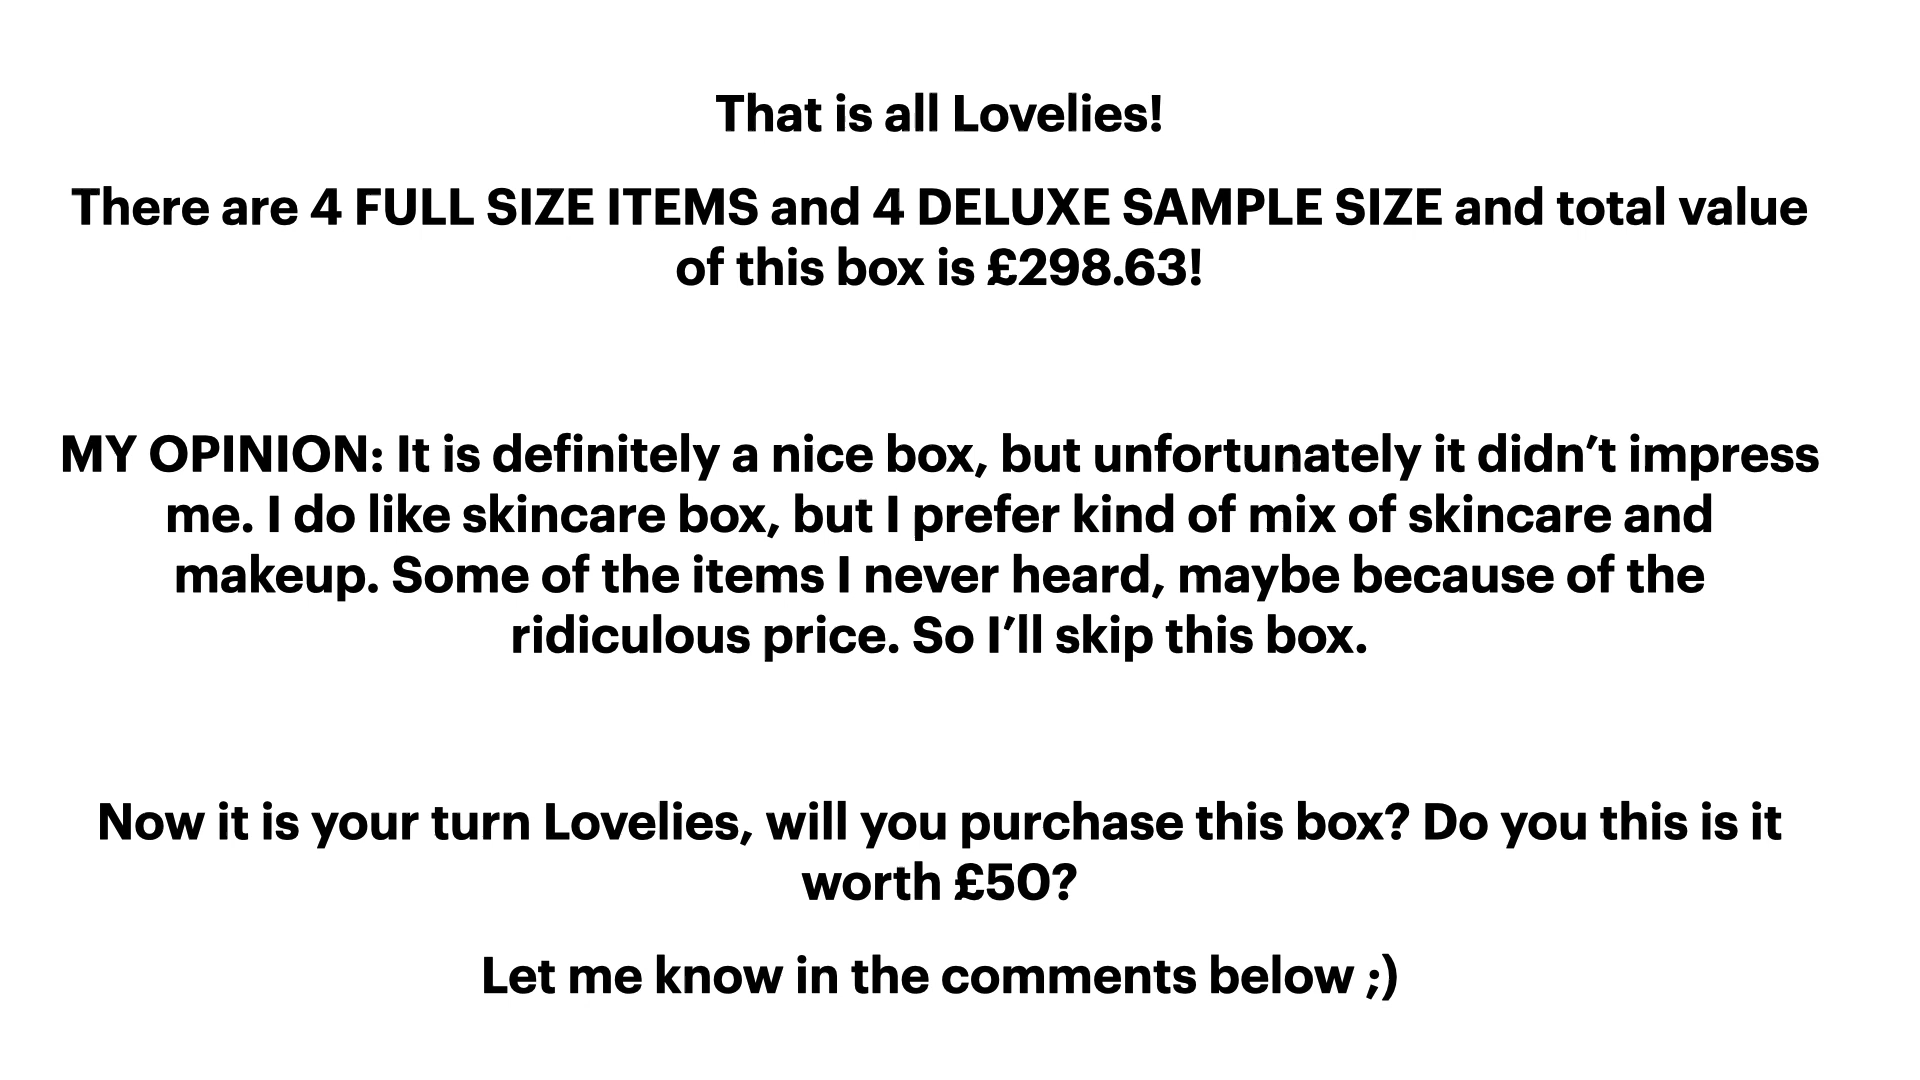 That is all Lovelies!
There are 4 FULL SIZE ITEMS and 4 DELUXE SAMPLE SIZE and total value
of this box is £298.63!
MY OPINION: It is definitely a nice box, but unfortunately it didn’t impress
me. I do like skincare box, but I prefer kind of mix of skincare and
makeup. Some of the items I never heard, maybe because of the
ridiculous price. So I’ll skip this box.
Now it is your turn Lovelies, will you purchase this box? Do you this is it
worth £50?
Let me know in the comments below ;)